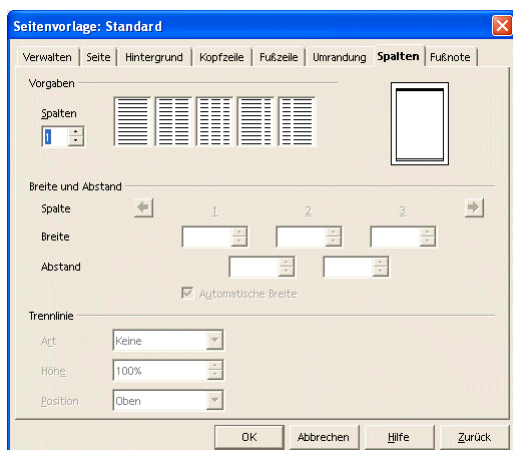 Seitenvorlage: Standard
Verwalten Seite Hintergrund Kopfzeile Fußzeile Umrandung Spalten Fußnote
Vorgaben
Spalten
1
Breite und Abstand
Spalte 1 2 3
Breite
Abstand
Automatische Breite
Trennlinie
Art Keine
Höhe 100%
Position Oben
OK Abbrechen Hilfe Zurück